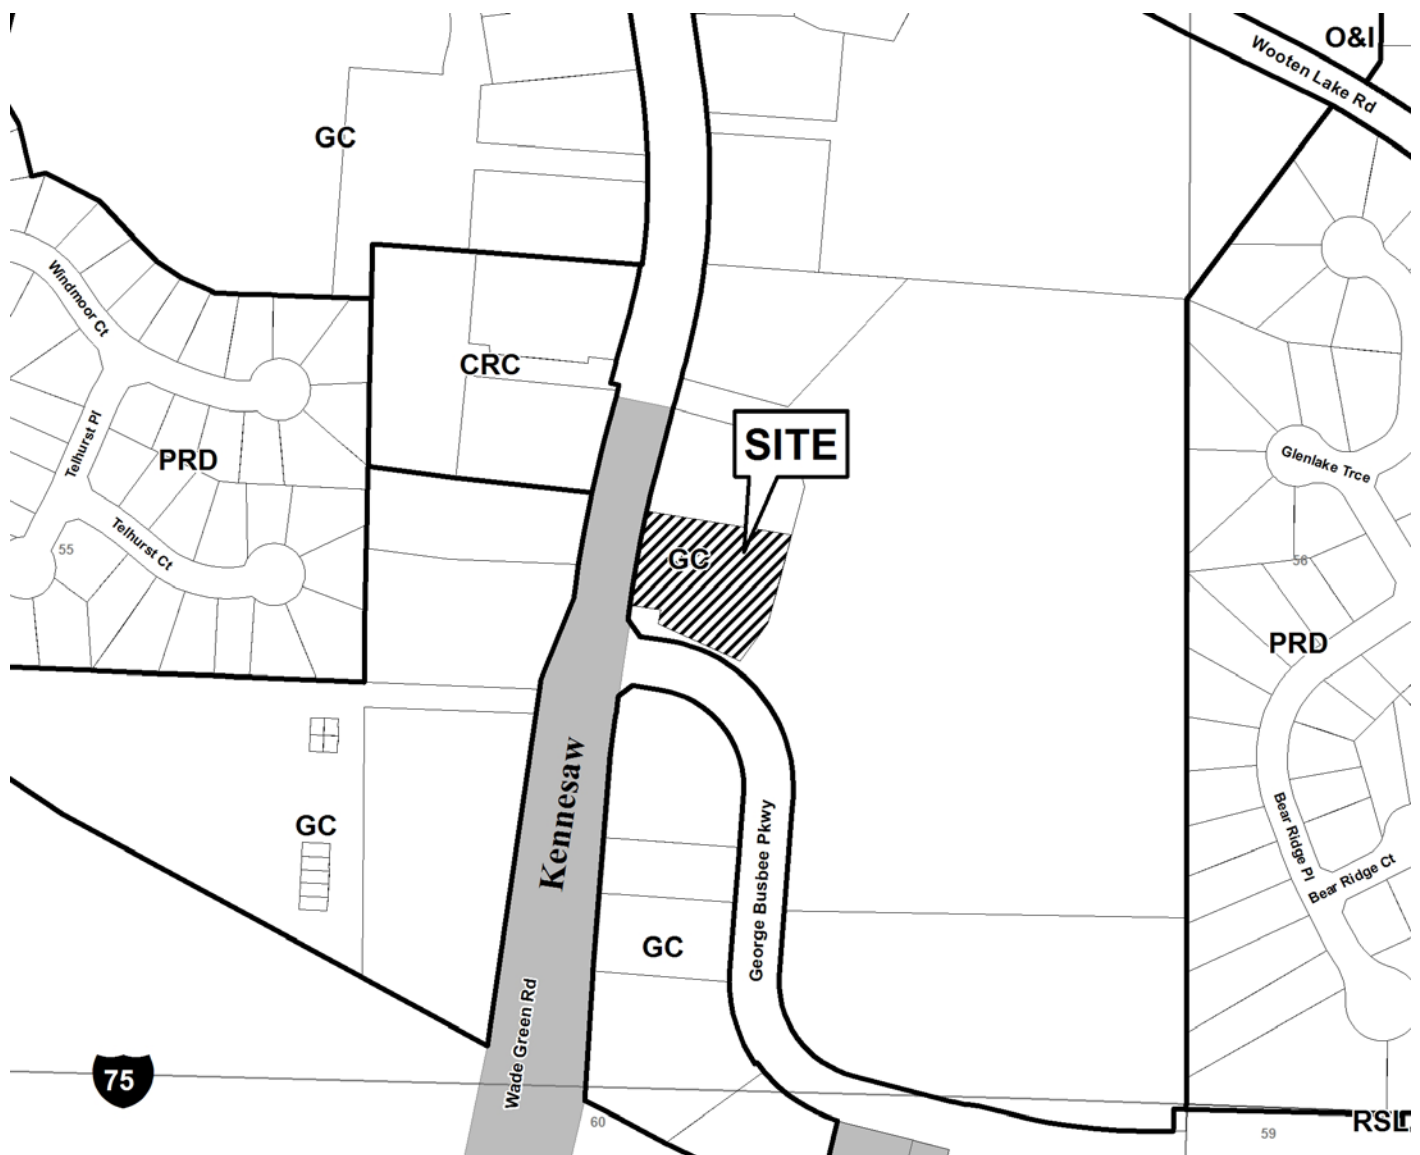 O&I
Wooten Lake Rd
GC
Windmoor Ct
CRC
SITE
Telhurst Pl
PRD
Glenlake Trce
Telhurst Ct
55
GC
56
PRD
Kennesaw
GC
George Busbee Pkwy
Bear Ridge Pl
Bear Ridge Ct
GC
Wade Green Rd
75
60
59
RSL